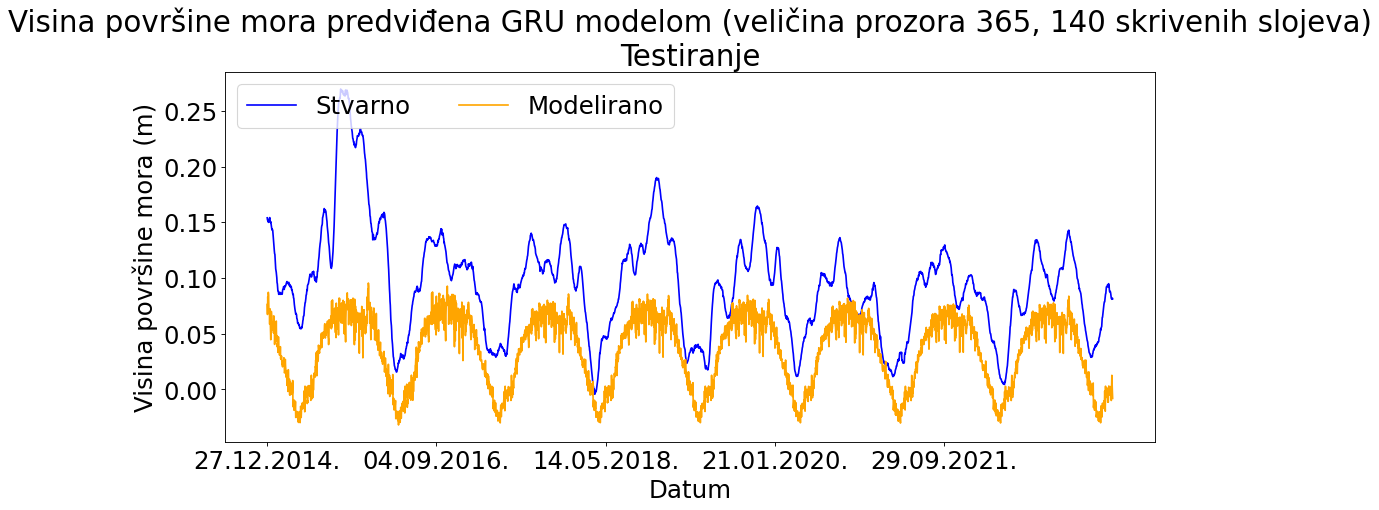 Visina površine mora predviđena GRU modelom (veličina prozora 365, 140 skrivenih slojeva)
Testiranje
Stvarno Modelirano
Visina površine mora (m)
0.25
0.20
0.15
0.10
0.05
0.00
27.12.2014. 04.09.2016. 14.05.2018. 21.01.2020. 29.09.2021.
Datum